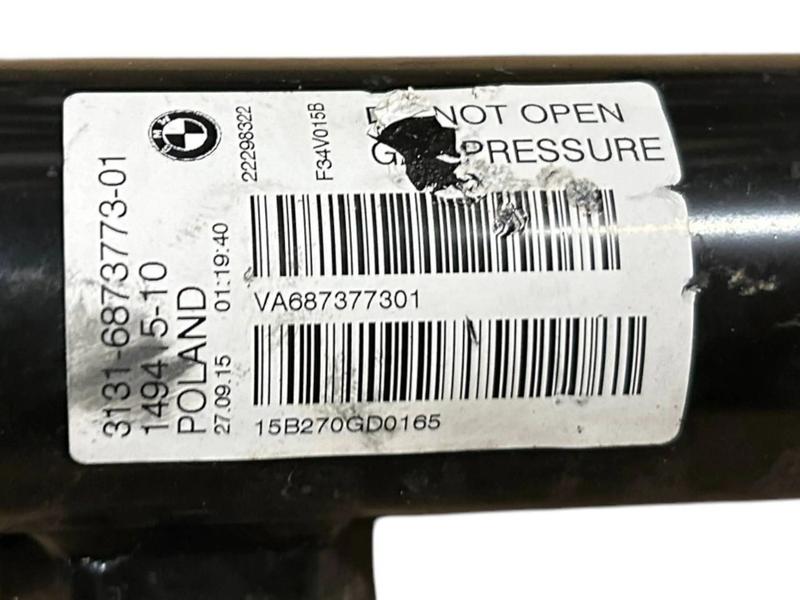 BMW
3131-6873773-01
1494 5-10
POLAND
27.09.15 01:19:40
22298322
F34V015B
NOT OPEN
PRESSURE
VA687377301
15B270GD0165